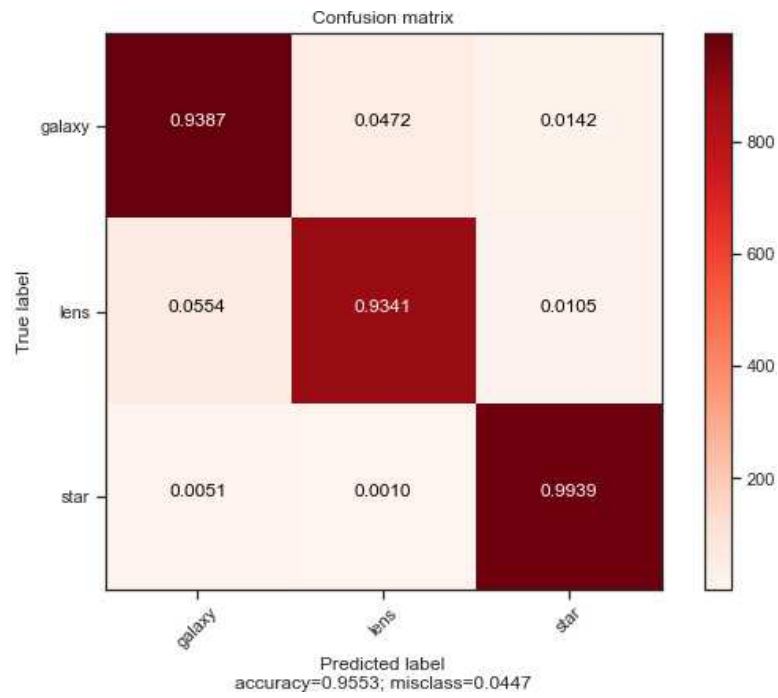 Confusion matrix
galaxy 0.9387 0.0472 0.0142
lens 0.0554 0.9341 0.0105
star 0.0051 0.0010 0.9939
True label
galaxy lens star
Predicted label
accuracy=0.9553; misclass=0.0447
800
600
400
200